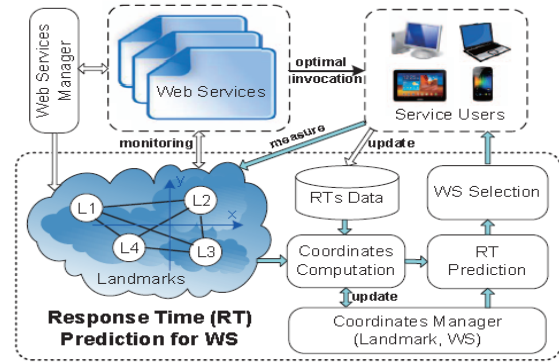 Web Services
Manager
Web Services
optimal
invocation
Service Users
monitoring
measure
update
y
x
L1
L2
L4
L3
Landmarks
RTs Data
WS Selection
Coordinates
Computation
RT
Prediction
update
Response Time (RT)
Prediction for WS
Coordinates Manager
(Landmark, WS)